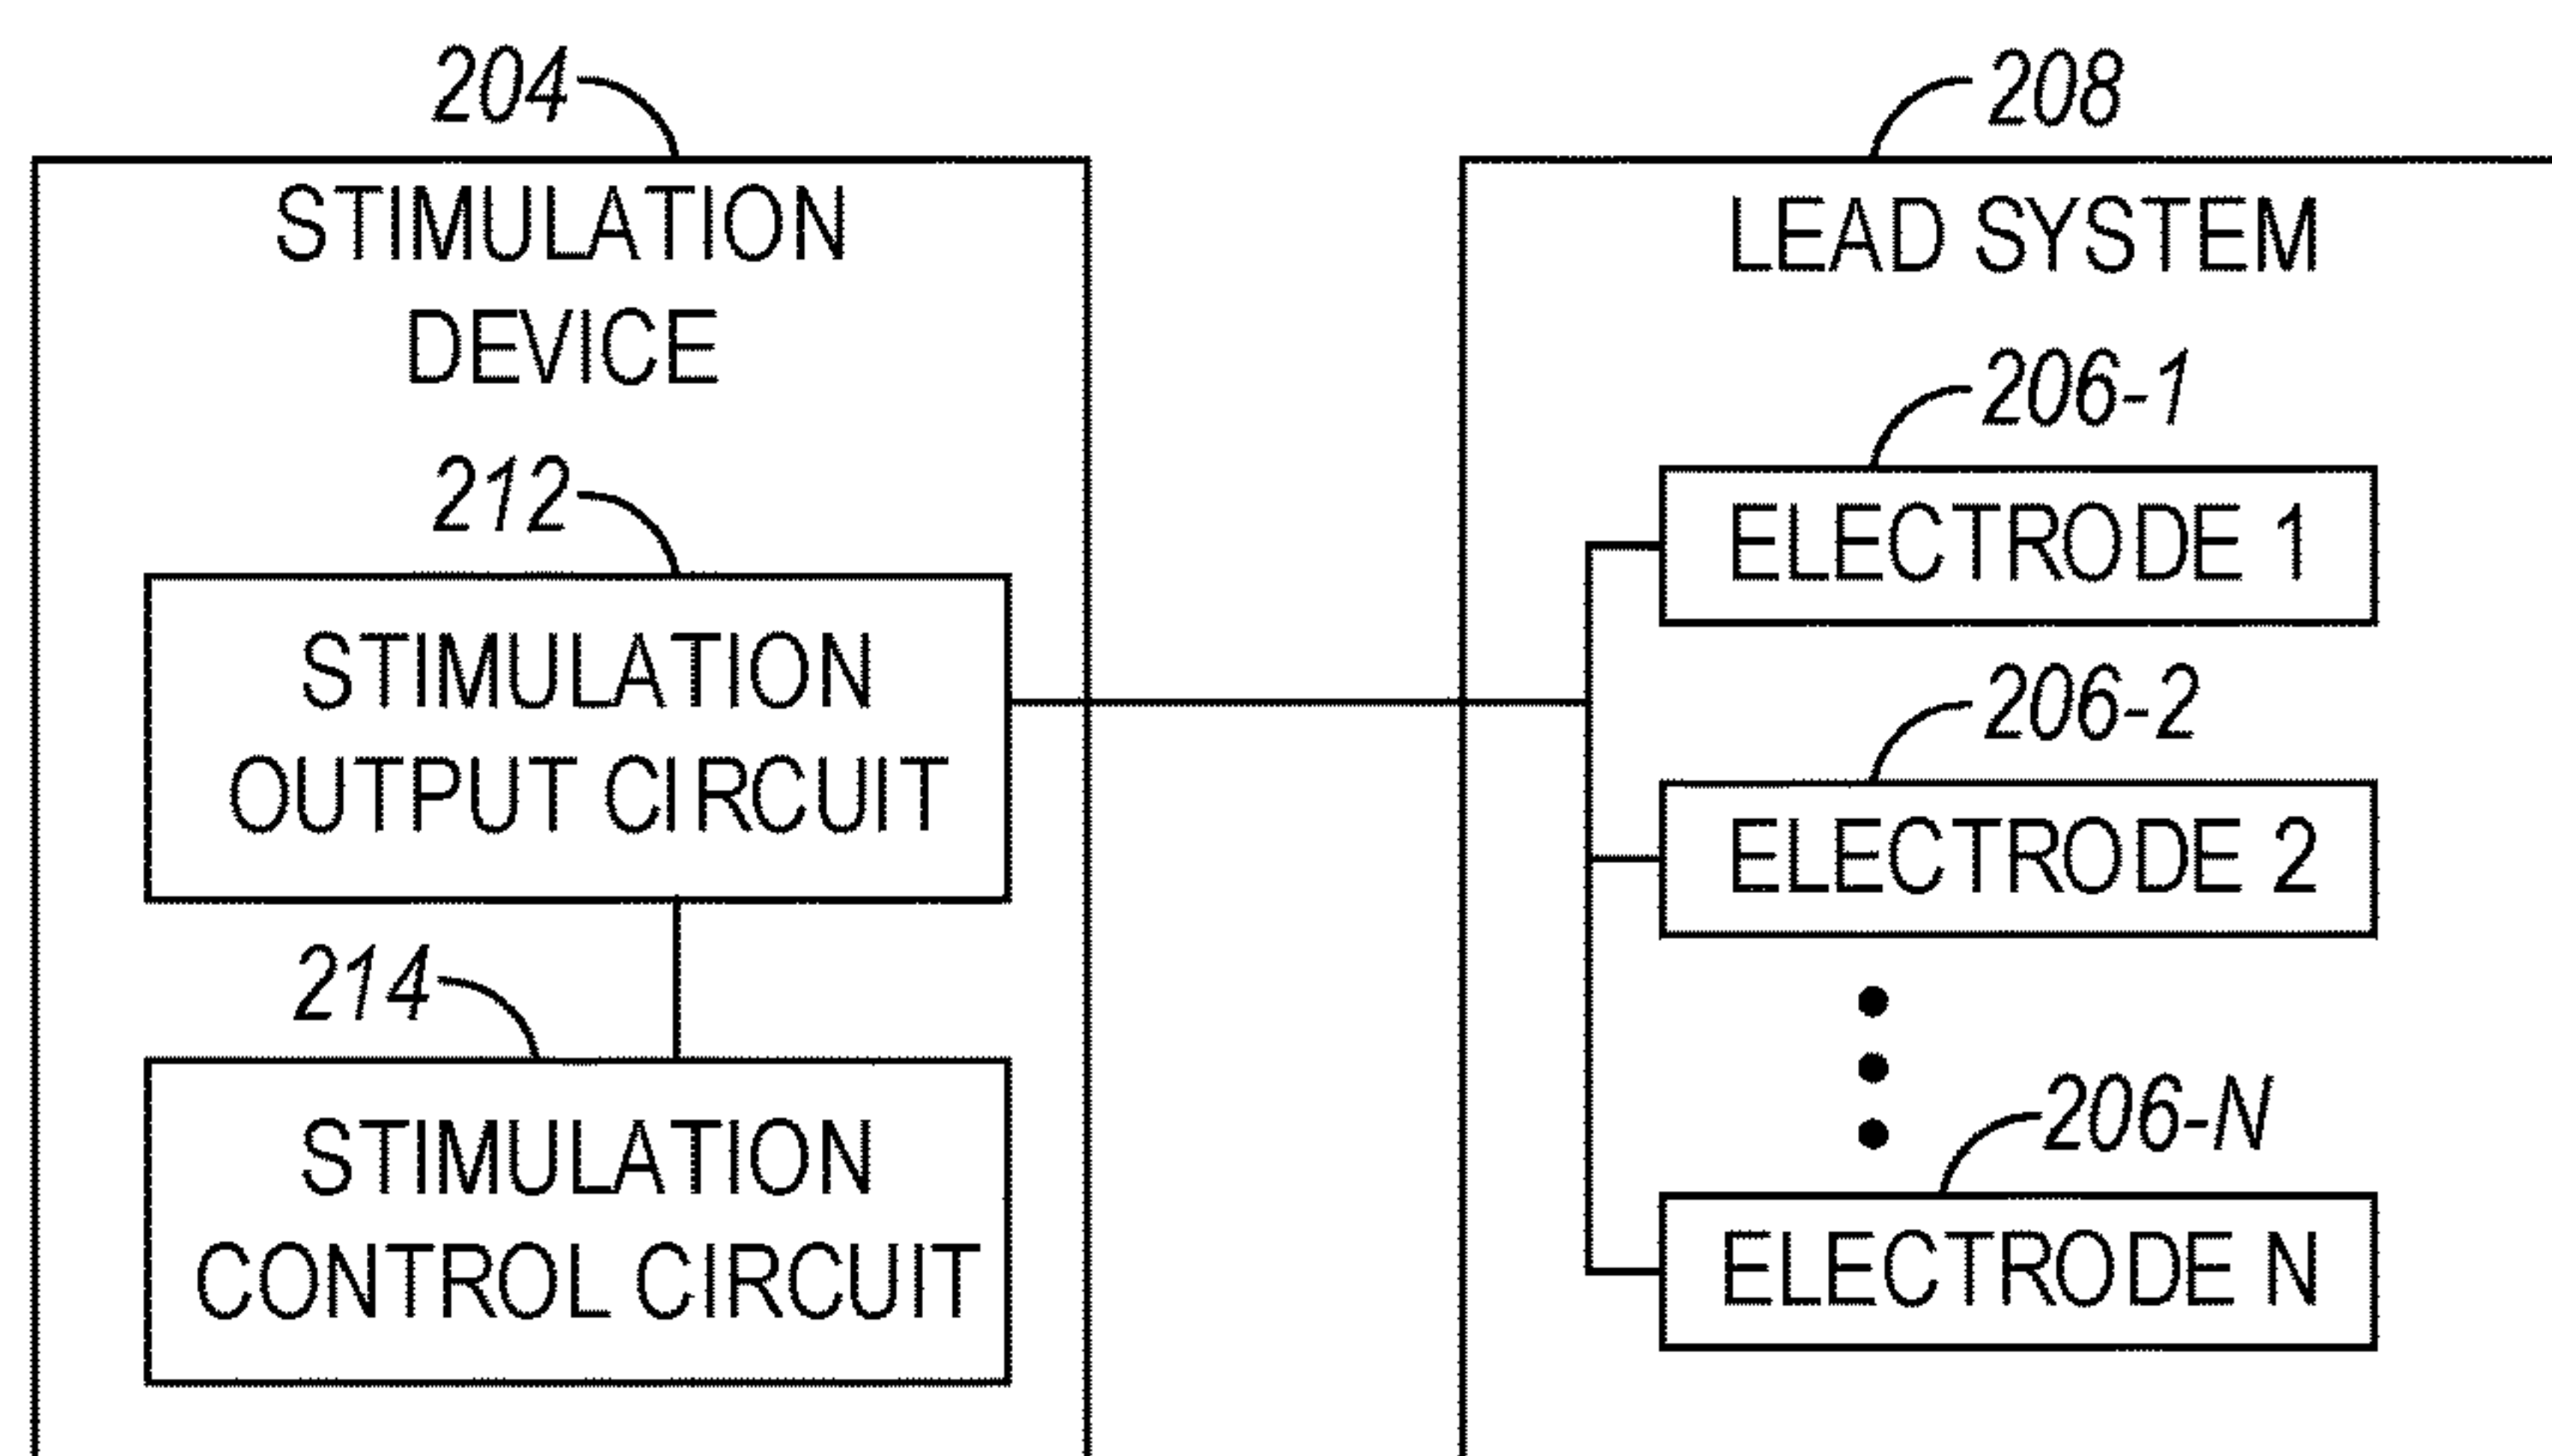 204
STIMULATION
DEVICE
212
STIMULATION
OUTPUT CIRCUIT
214
STIMULATION
CONTROL CIRCUIT
208
LEAD SYSTEM
206-1
ELECTRODE 1
206-2
ELECTRODE 2
206-N
ELECTRODE N